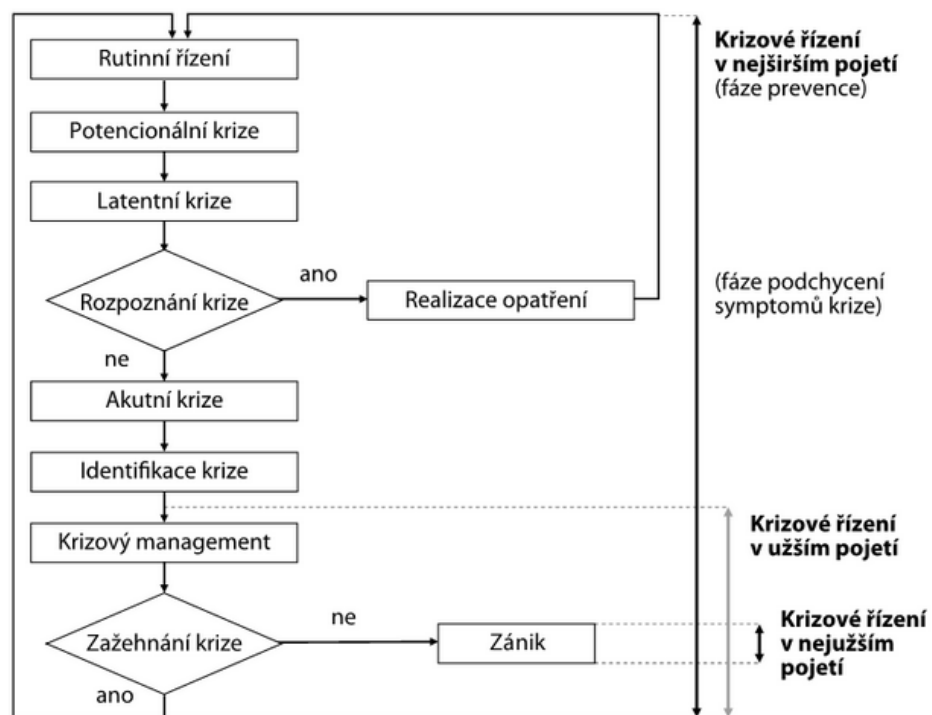 Rutinní řízení
Krizové řízení
v nejširším pojetí
(fáze prevence)
Potencionální krize
Latentní krize
Rozpoznání krize
ano
Realizace opatření
(fáze podchycení
symptomů krize)
ne
Akutní krize
Identifikace krize
Krizový management
Krizové řízení
v užším pojetí
Zažehnání krize
ne
Zánik
Krizové řízení
v nejužším
pojetí
ano